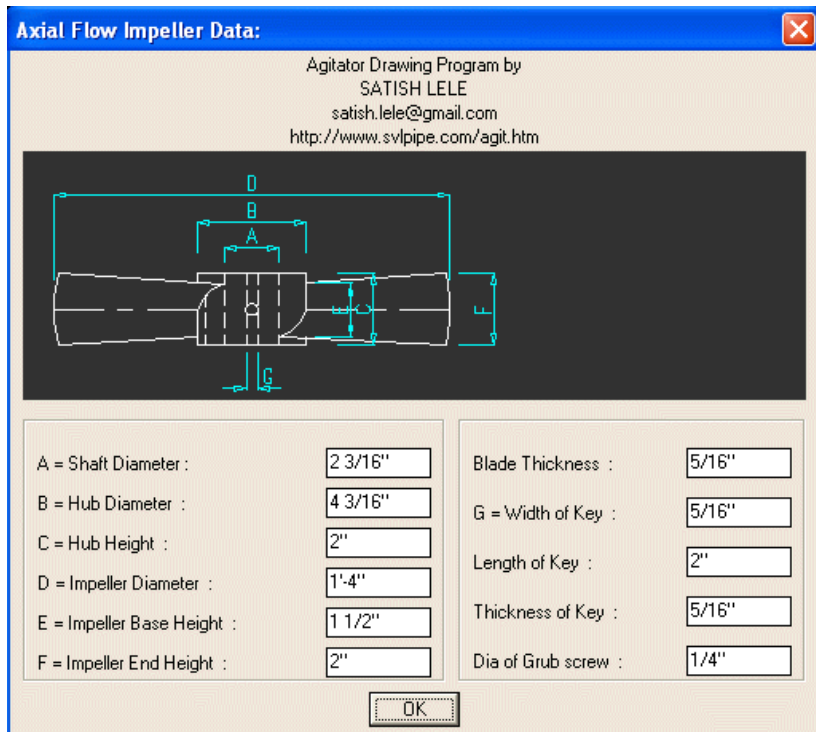 Axial Flow Impeller Data:
Agitator Drawing Program by
SATISH LELE
satish.lele@gmail.com
http://www.svlpipe.com/agit.htm
D
B
A
E
C
F
G
A = Shaft Diameter : 2 3/16"
B = Hub Diameter : 4 3/16"
C = Hub Height : 2"
D = Impeller Diameter : 1'-4"
E = Impeller Base Height : 1 1/2"
F = Impeller End Height : 2"
Blade Thickness : 5/16"
G = Width of Key : 5/16"
Length of Key : 2"
Thickness of Key : 5/16"
Dia of Grub screw : 1/4"
OK